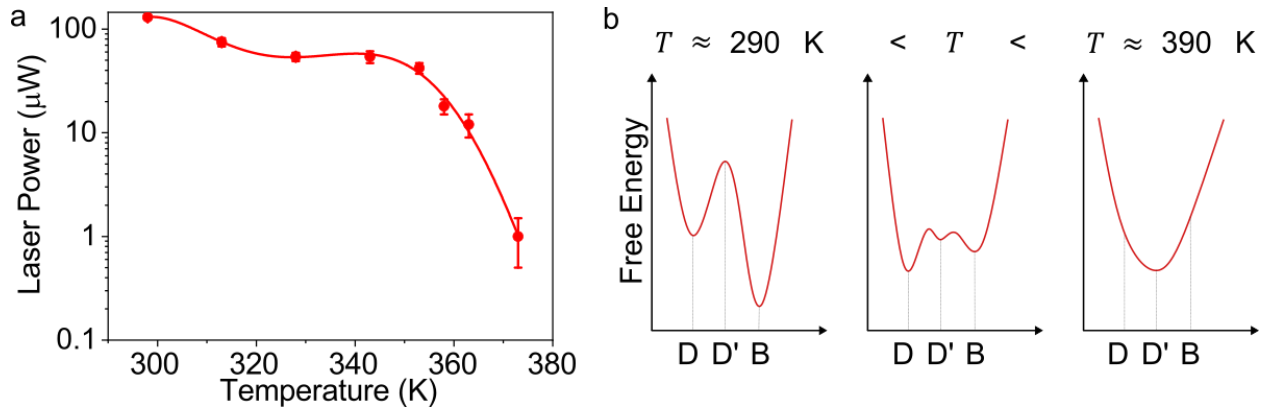 a
Laser Power (μW)
100
10
1
0.1
300
320
340
360
380
Temperature (K)
b
T ≈ 290 K < T < T ≈ 390 K
Free Energy
D D' B
D D' B
D D' B